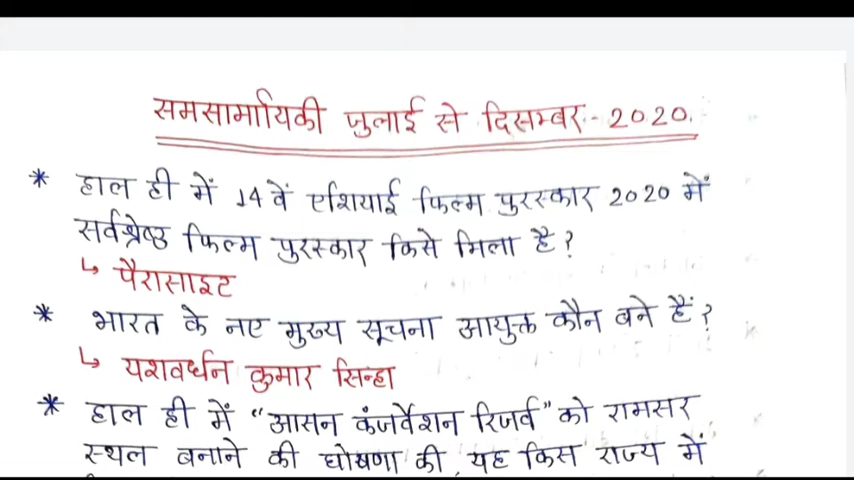 समसामायिकी जुलाई से दिसम्बर - 2020.
* हाल ही में 14 वें एशियाई फिल्म पुरस्कार 2020 में
सर्वश्रेष्ठ फिल्म पुरस्कार किसे मिला है ?
↳ पैरासाइट
* भारत के नए मुख्य सूचना आयुक्त कौन बने हैं ?
↳ यशवर्धन कुमार सिन्हा
* हाल ही में "आसन कंजर्वेशन रिजर्व" को रामसर
स्थल बनाने की घोषणा की, यह किस राज्य में